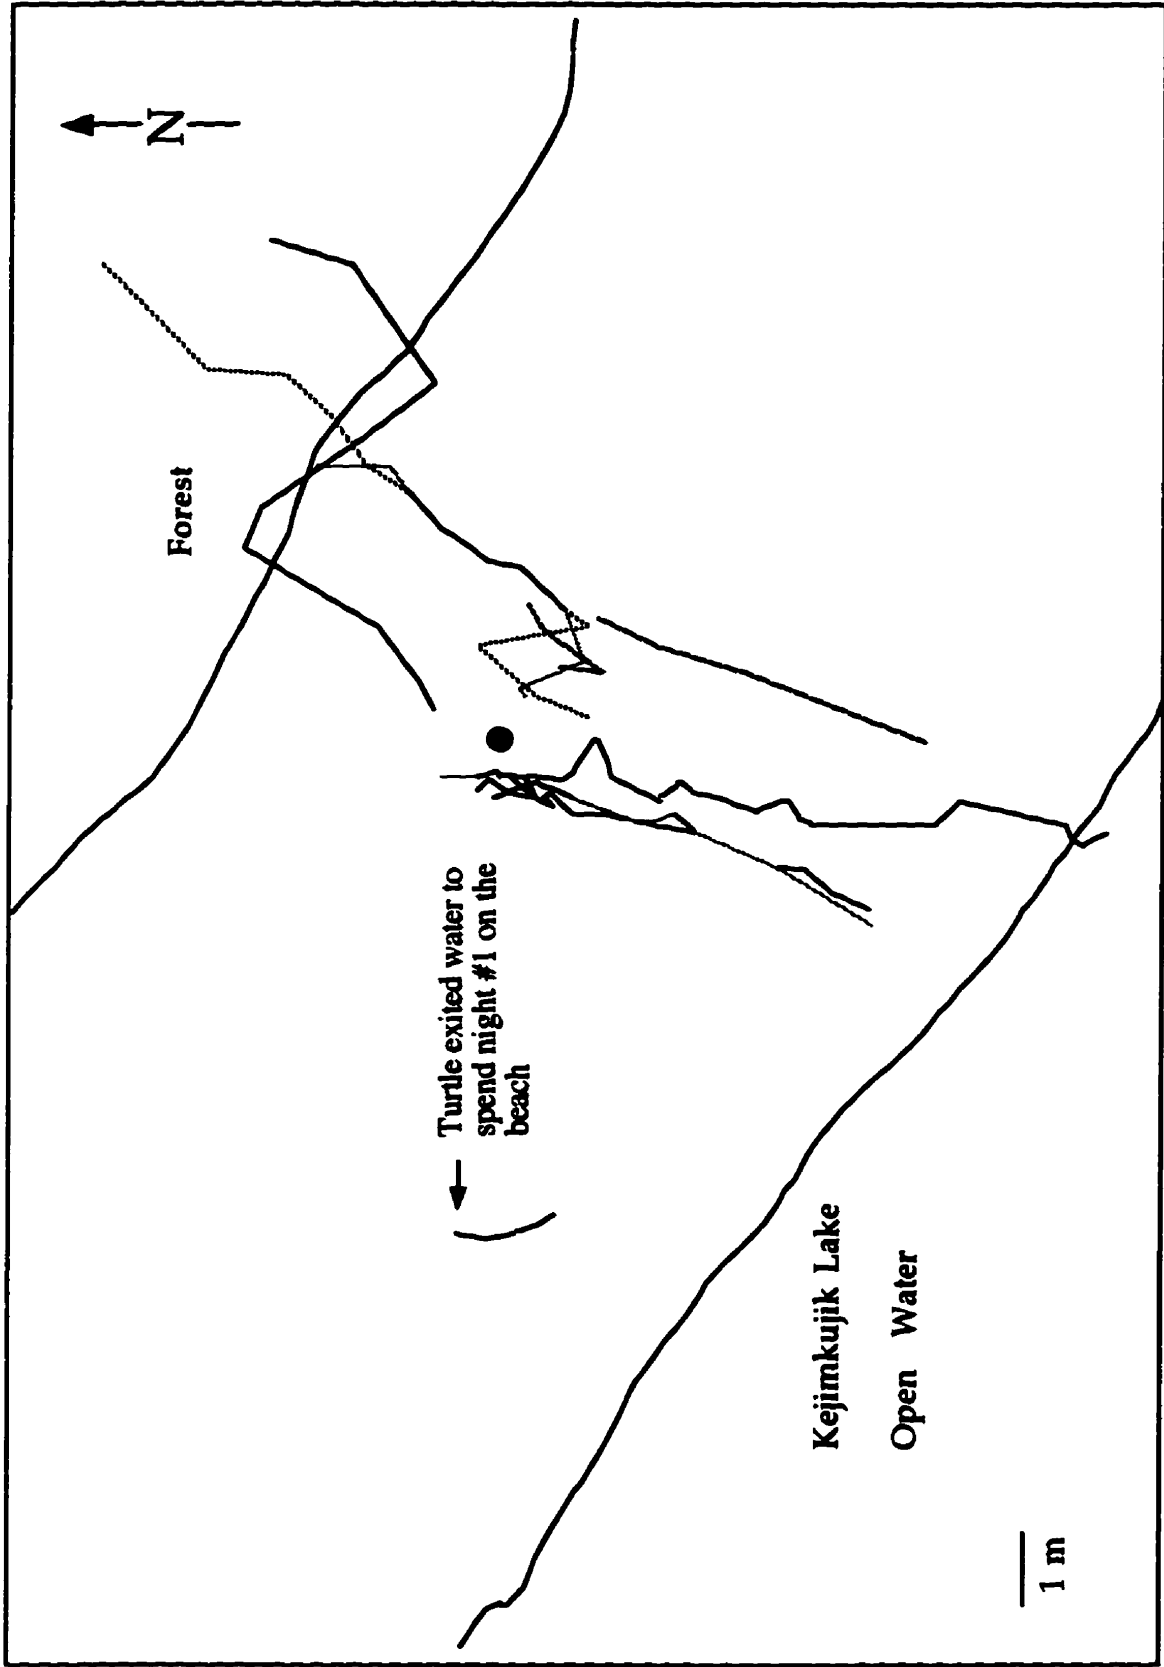 N
Forest
Turtle exited water to
spend night #1 on the
beach
Kejimkujik Lake
Open Water
1 m